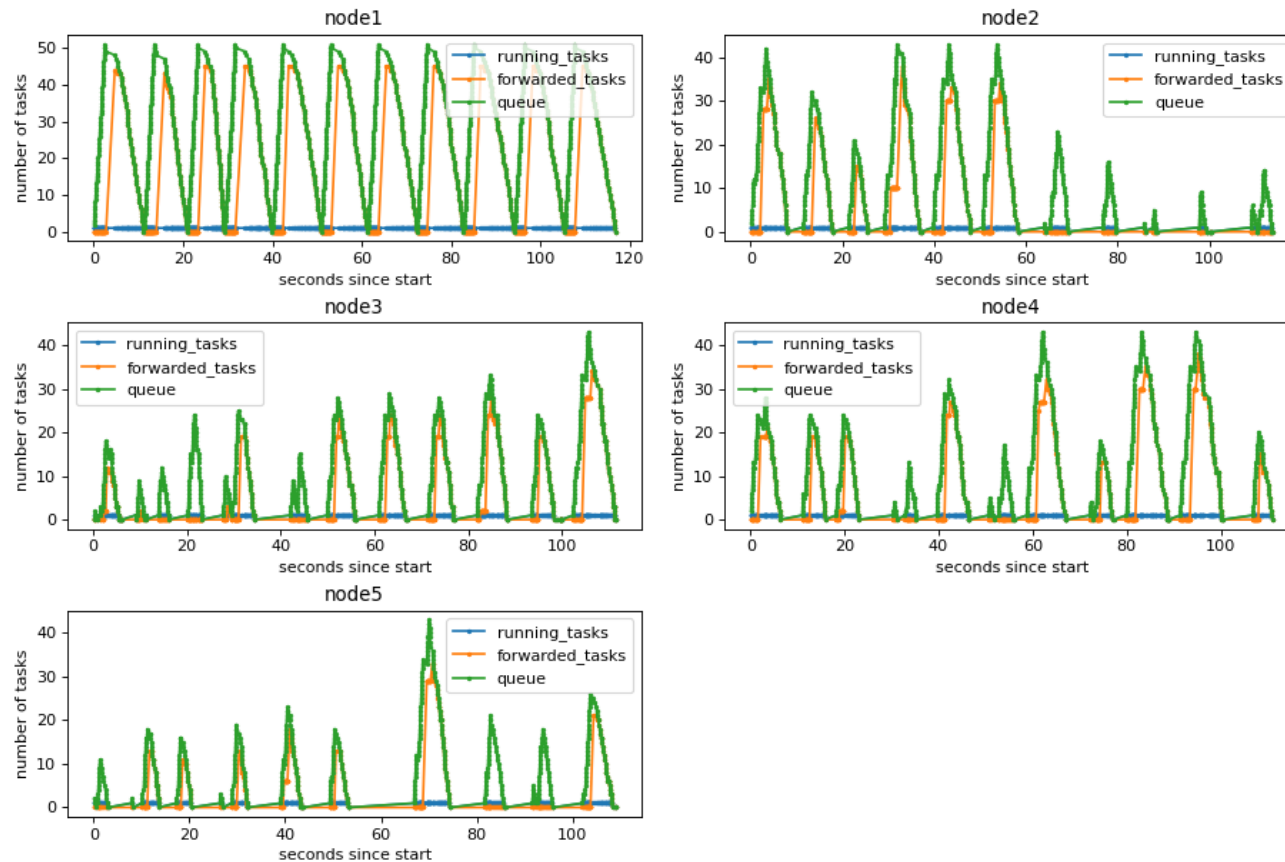 node1
number of tasks
50
40
30
20
10
0
running_tasks
forwarded_tasks
queue
0 20 40 60 80 100 120
seconds since start
node2
number of tasks
40
30
20
10
0
running_tasks
forwarded_tasks
queue
0 20 40 60 80 100
seconds since start
node3
number of tasks
40
30
20
10
0
running_tasks
forwarded_tasks
queue
0 20 40 60 80 100
seconds since start
node4
number of tasks
40
30
20
10
0
running_tasks
forwarded_tasks
queue
0 20 40 60 80 100
seconds since start
node5
number of tasks
40
30
20
10
0
running_tasks
forwarded_tasks
queue
0 20 40 60 80 100
seconds since start